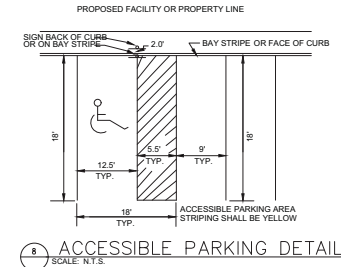 PROPOSED FACILITY OR PROPERTY LINE
SIGN BACK OF CURB
OR ON BAY STRIPE
2.0'
BAY STRIPE OR FACE OF CURB
18'
18'
5.5'
TYP.
9'
TYP.
12.5'
TYP.
18'
TYP.
ACCESSIBLE PARKING AREA
STRIPING SHALL BE YELLOW
8
ACCESSIBLE PARKING DETAIL
SCALE: N.T.S.